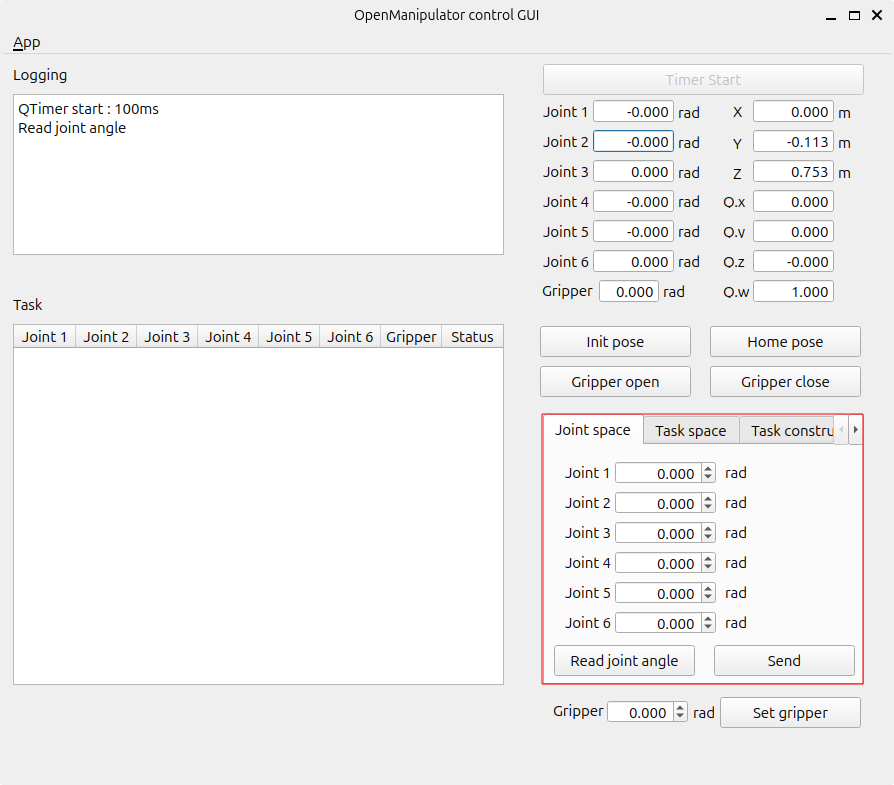 OpenManipulator control GUI
App
Logging
QTimer start : 100ms
Read joint angle
Timer Start
Joint 1 -0.000 rad X 0.000 m
Joint 2 -0.000 rad Y -0.113 m
Joint 3 0.000 rad Z 0.753 m
Joint 4 -0.000 rad Q.x 0.000
Joint 5 -0.000 rad Q.y 0.000
Joint 6 0.000 rad Q.z -0.000
Gripper 0.000 rad Q.w 1.000
Task
Joint 1 Joint 2 Joint 3 Joint 4 Joint 5 Joint 6 Gripper Status
Init pose Home pose
Gripper open Gripper close
Joint space Task space Task constru
Joint 1 0.000 rad
Joint 2 0.000 rad
Joint 3 0.000 rad
Joint 4 0.000 rad
Joint 5 0.000 rad
Joint 6 0.000 rad
Read joint angle Send
Gripper 0.000 rad Set gripper